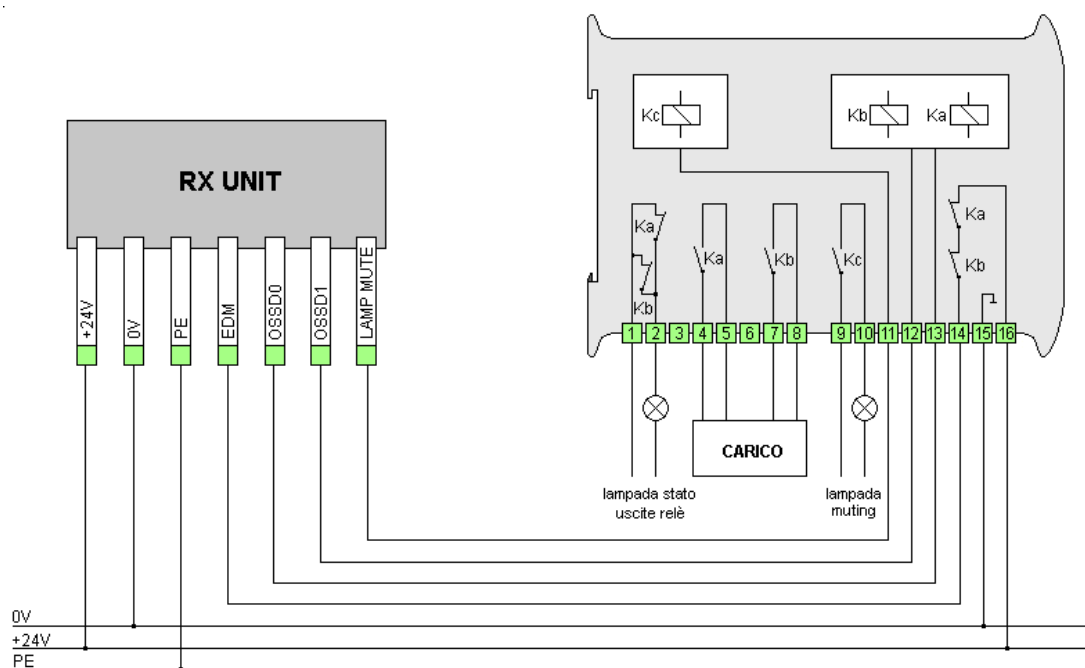 RX UNIT
+24V
0V
PE
EDM
OSSD0
OSSD1
LAMP MUTE
Kc
Kb
Ka
Ka
Kb
Ka
Kb
Kc
Ka
Kb
1 2 3 4 5 6 7 8 9 10 11 12 13 14 15 16
CARICO
lampada stato
uscite relè
lampada
muting
0V
+24V
PE